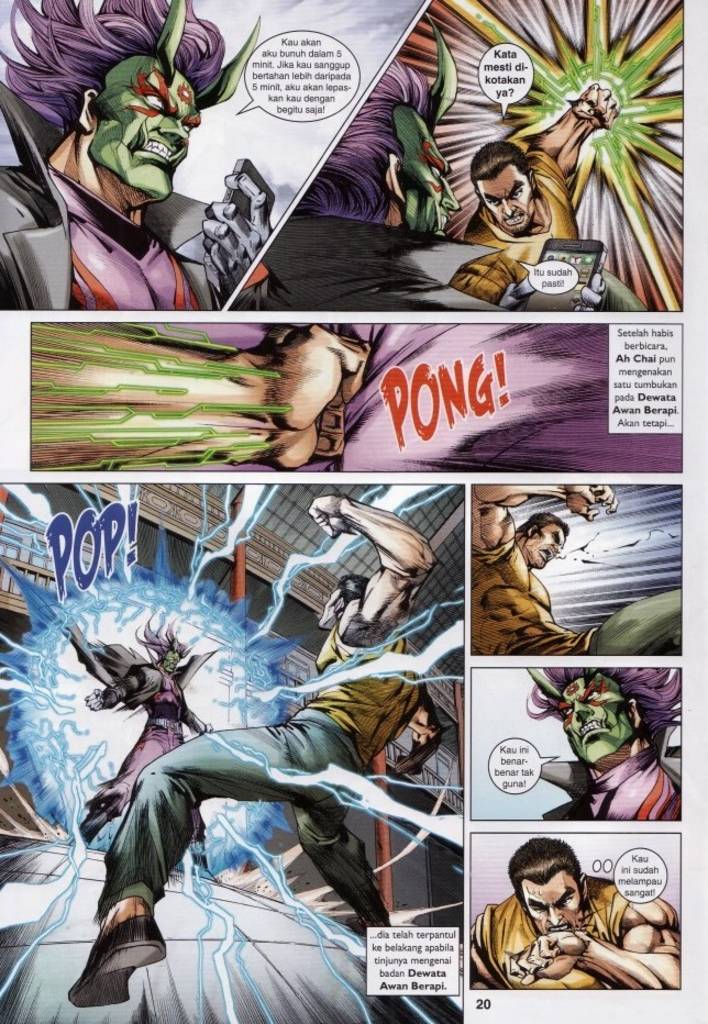 Kau akan
aku bunuh dalam 5
minit. Jika kau sanggup
bertahan lebih daripada
5 minit, aku akan lepas-
kan kau dengan
begitu saja!
Kata
mesti di-
kotakan
ya?
Itu sudah
pasti!
Setelah habis
berbicara,
Ah Chai pun
mengenakan
satu tumbukan
pada Dewata
Awan Berapi.
Akan tetapi...
PONG!
POP!
...dia telah terpantul
ke belakang apabila
tinjunya mengenai
badan Dewata
Awan Berapi.
Kau ini
benar-
benar tak
guna!
Kau
ini sudah
melampau
sangat!
20